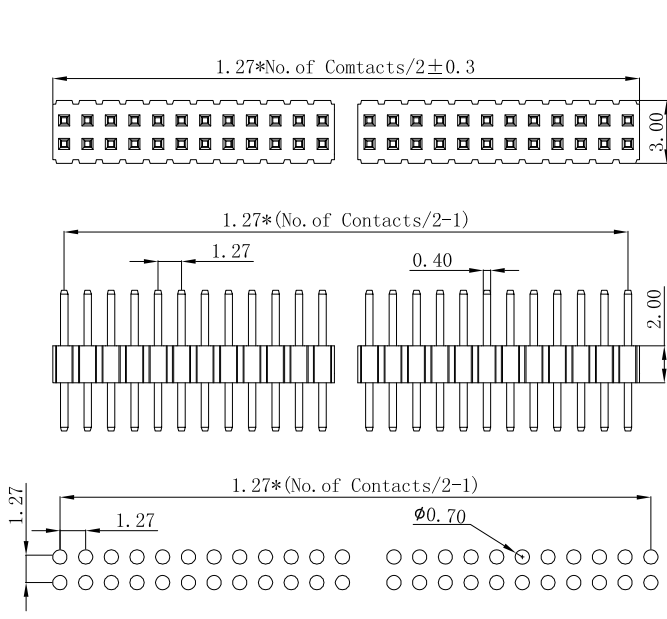 1.27*No.of Comtacts/2±0.3
3.00
1.27*(No.of Contacts/2-1)
1.27
0.40
2.00
1.27*(No.of Contacts/2-1)
1.27
1.27
Ø0.70